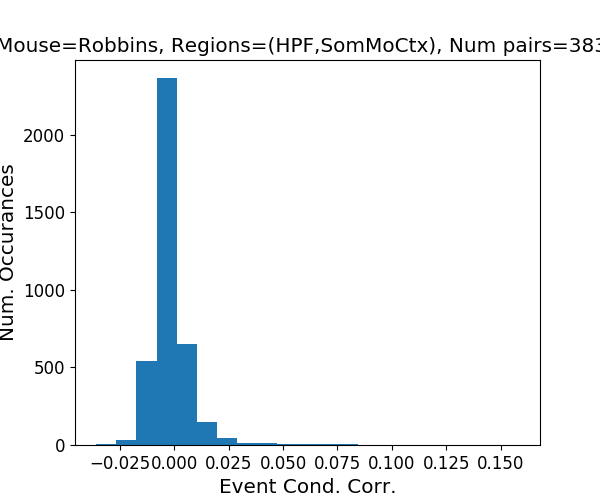 Mouse=Robbins, Regions=(HPF,SomMoCtx), Num pairs=383
Num. Occurances
2000
1500
1000
500
0
−0.025 0.000 0.025 0.050 0.075 0.100 0.125 0.150
Event Cond. Corr.